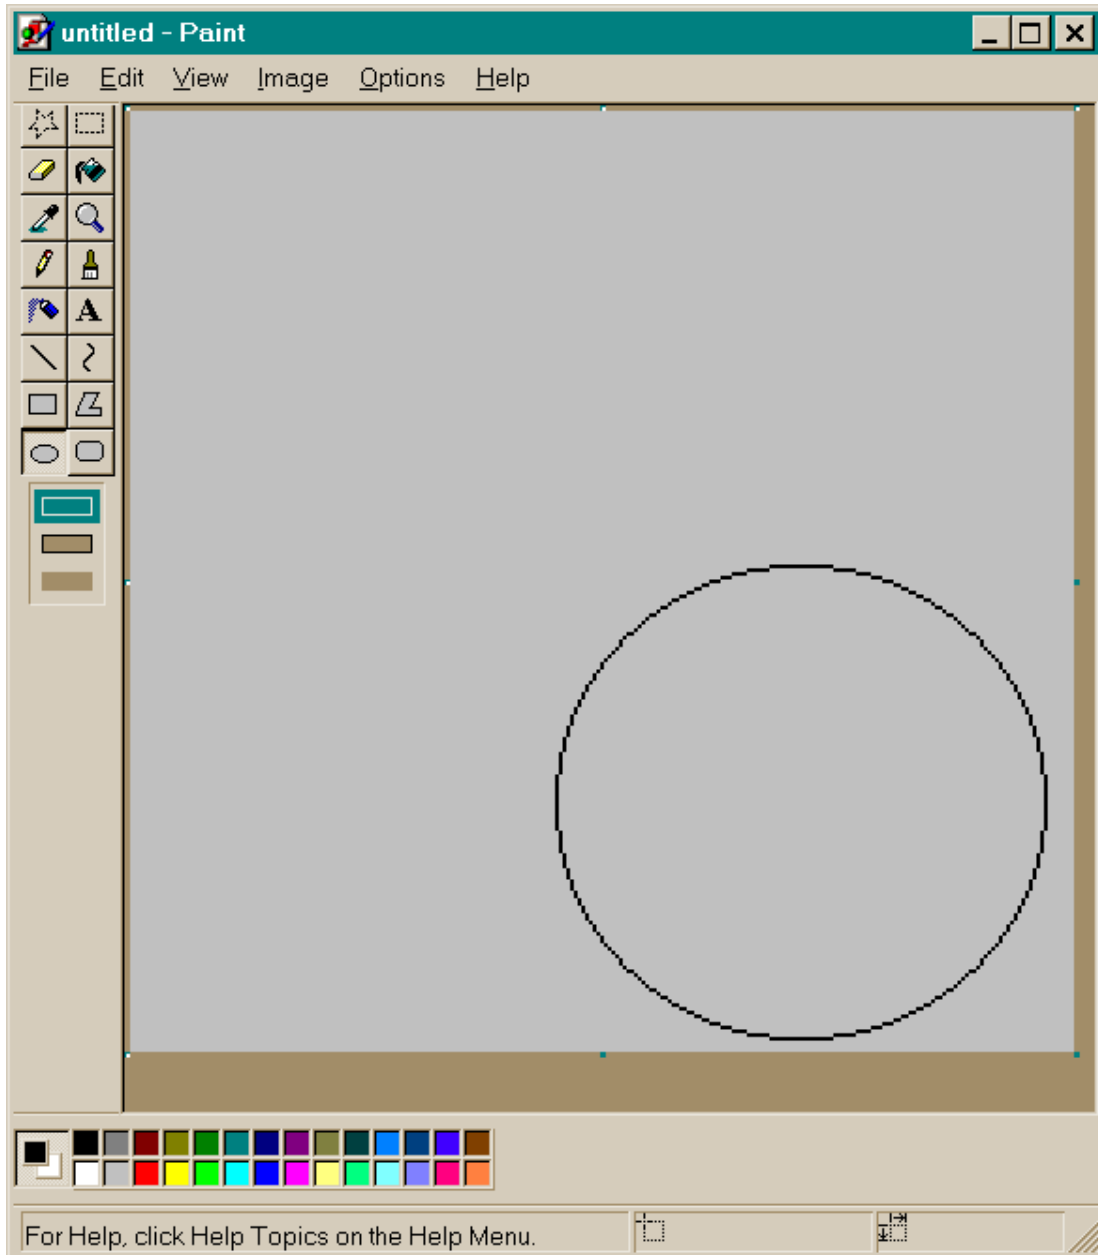 untitled - Paint
File Edit View Image Options Help
A
For Help, click Help Topics on the Help Menu.